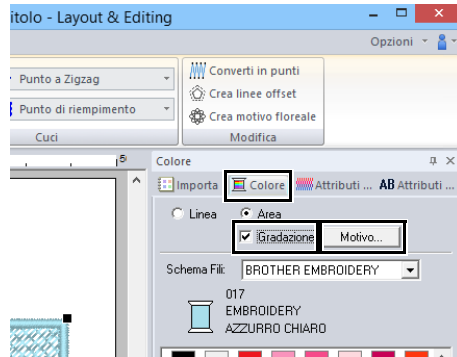 itolo - Layout & Editing
Opzioni
Punto a Zigzag
Punto di riempimento
Cuci
Converti in punti
Crea linee offset
Crea motivo floreale
Modifica
5
Colore
Importa Colore Attributi ... AB Attributi ...
Linea Area
Gradazione Motivo...
Schema Fili: BROTHER EMBROIDERY
017
EMBROIDERY
AZZURRO CHIARO